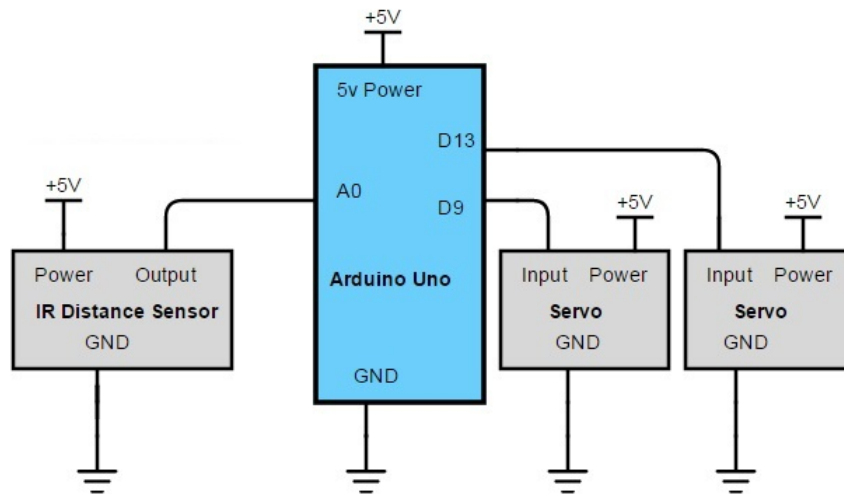 +5V
5v Power
D13
A0
D9
Arduino Uno
GND
+5V
Power Output
IR Distance Sensor
GND
+5V
Input Power
Servo
GND
+5V
Input Power
Servo
GND